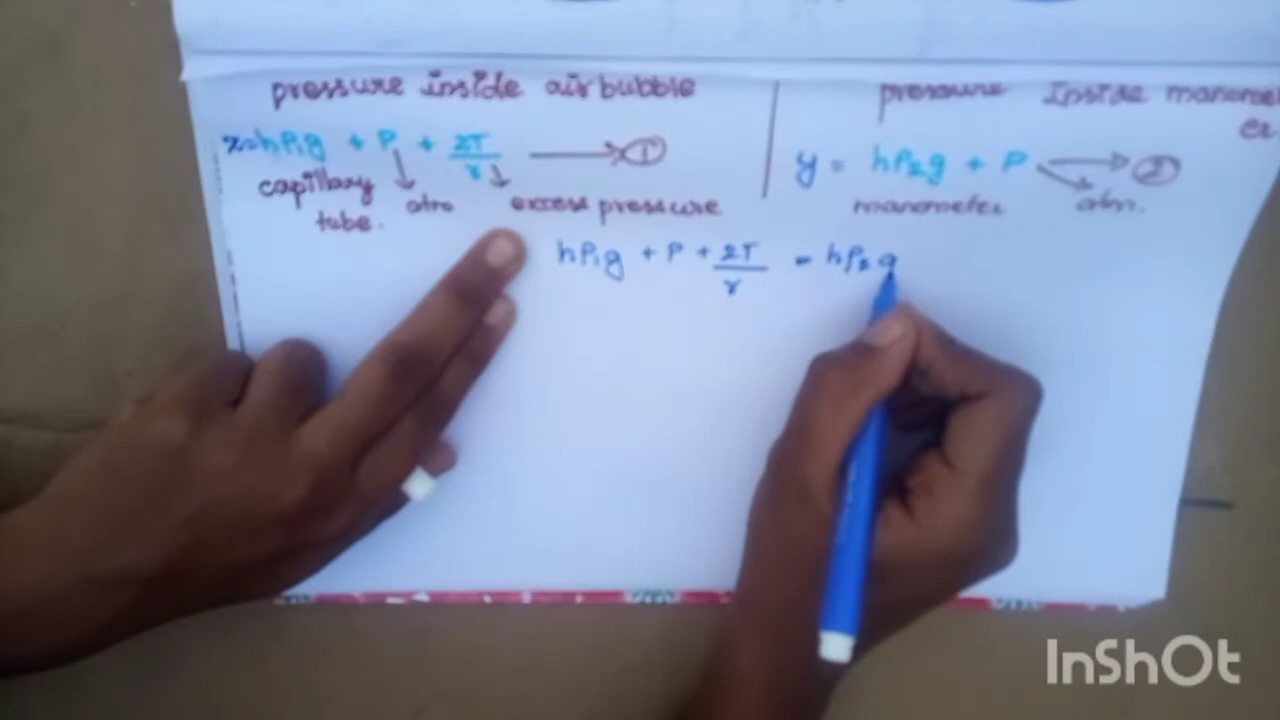 pressure inside air bubble
x=hρ₁g + P + 2T/r → ①
capillary tube. atm excess pressure
pressure Inside manometer
y = hρ₂g + P → ②
manometer atm.
hρ₁g + P + 2T/r = hρ₂g
InShOt